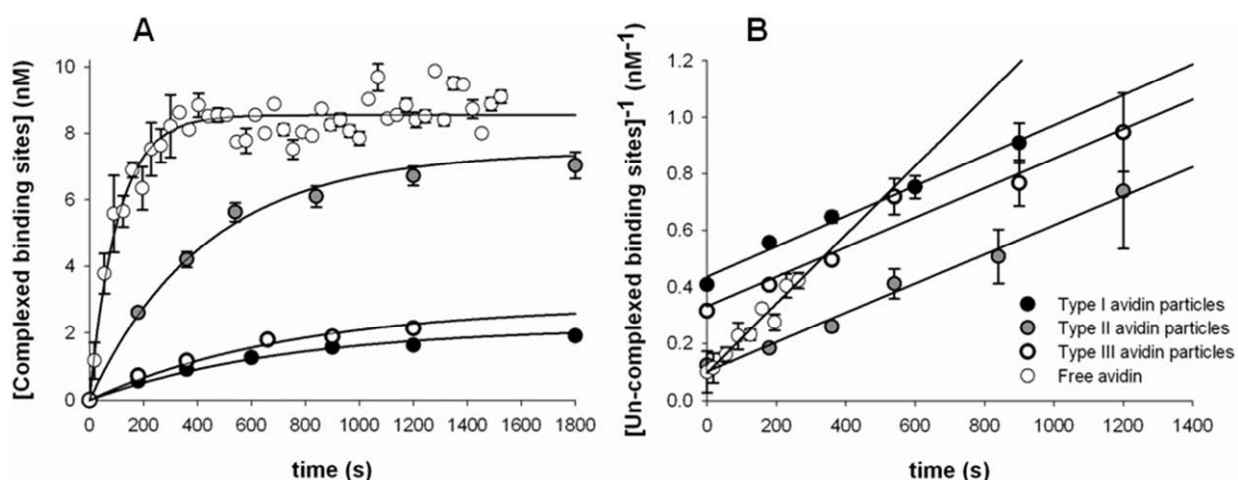 A
[Complexed binding sites] (nM)
10
8
6
4
2
0
0 200 400 600 800 1000 1200 1400 1600 1800
time (s)
B
[Un-complexed binding sites]-1 (nM-1)
1.2
1.0
0.8
0.6
0.4
0.2
0.0
0 200 400 600 800 1000 1200 1400
time (s)
Type I avidin particles
Type II avidin particles
Type III avidin particles
Free avidin